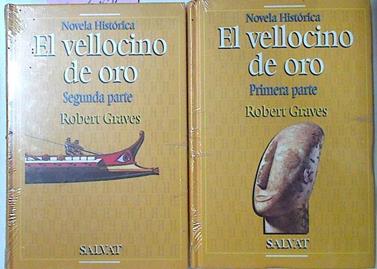 Novela Histórica
El vellocino
de oro
Segunda parte
Robert Graves
SALVAT
Novela Histórica
El vellocino
de oro
Primera parte
Robert Graves
SALVAT